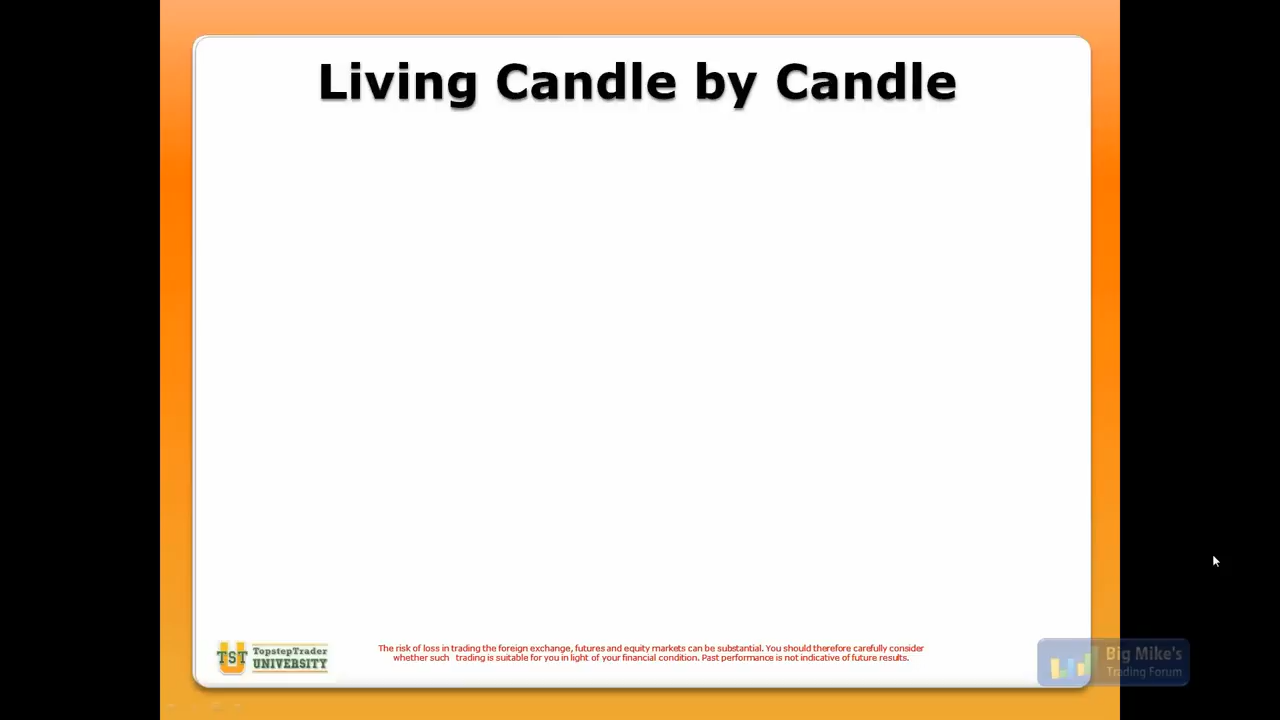 Living Candle by Candle
TST
TopstepTrader
UNIVERSITY
The risk of loss in trading the foreign exchange, futures and equity markets can be substantial. You should therefore carefully consider
whether such trading is suitable for you in light of your financial condition. Past performance is not indicative of future results.
Big Mike's
Trading Forum